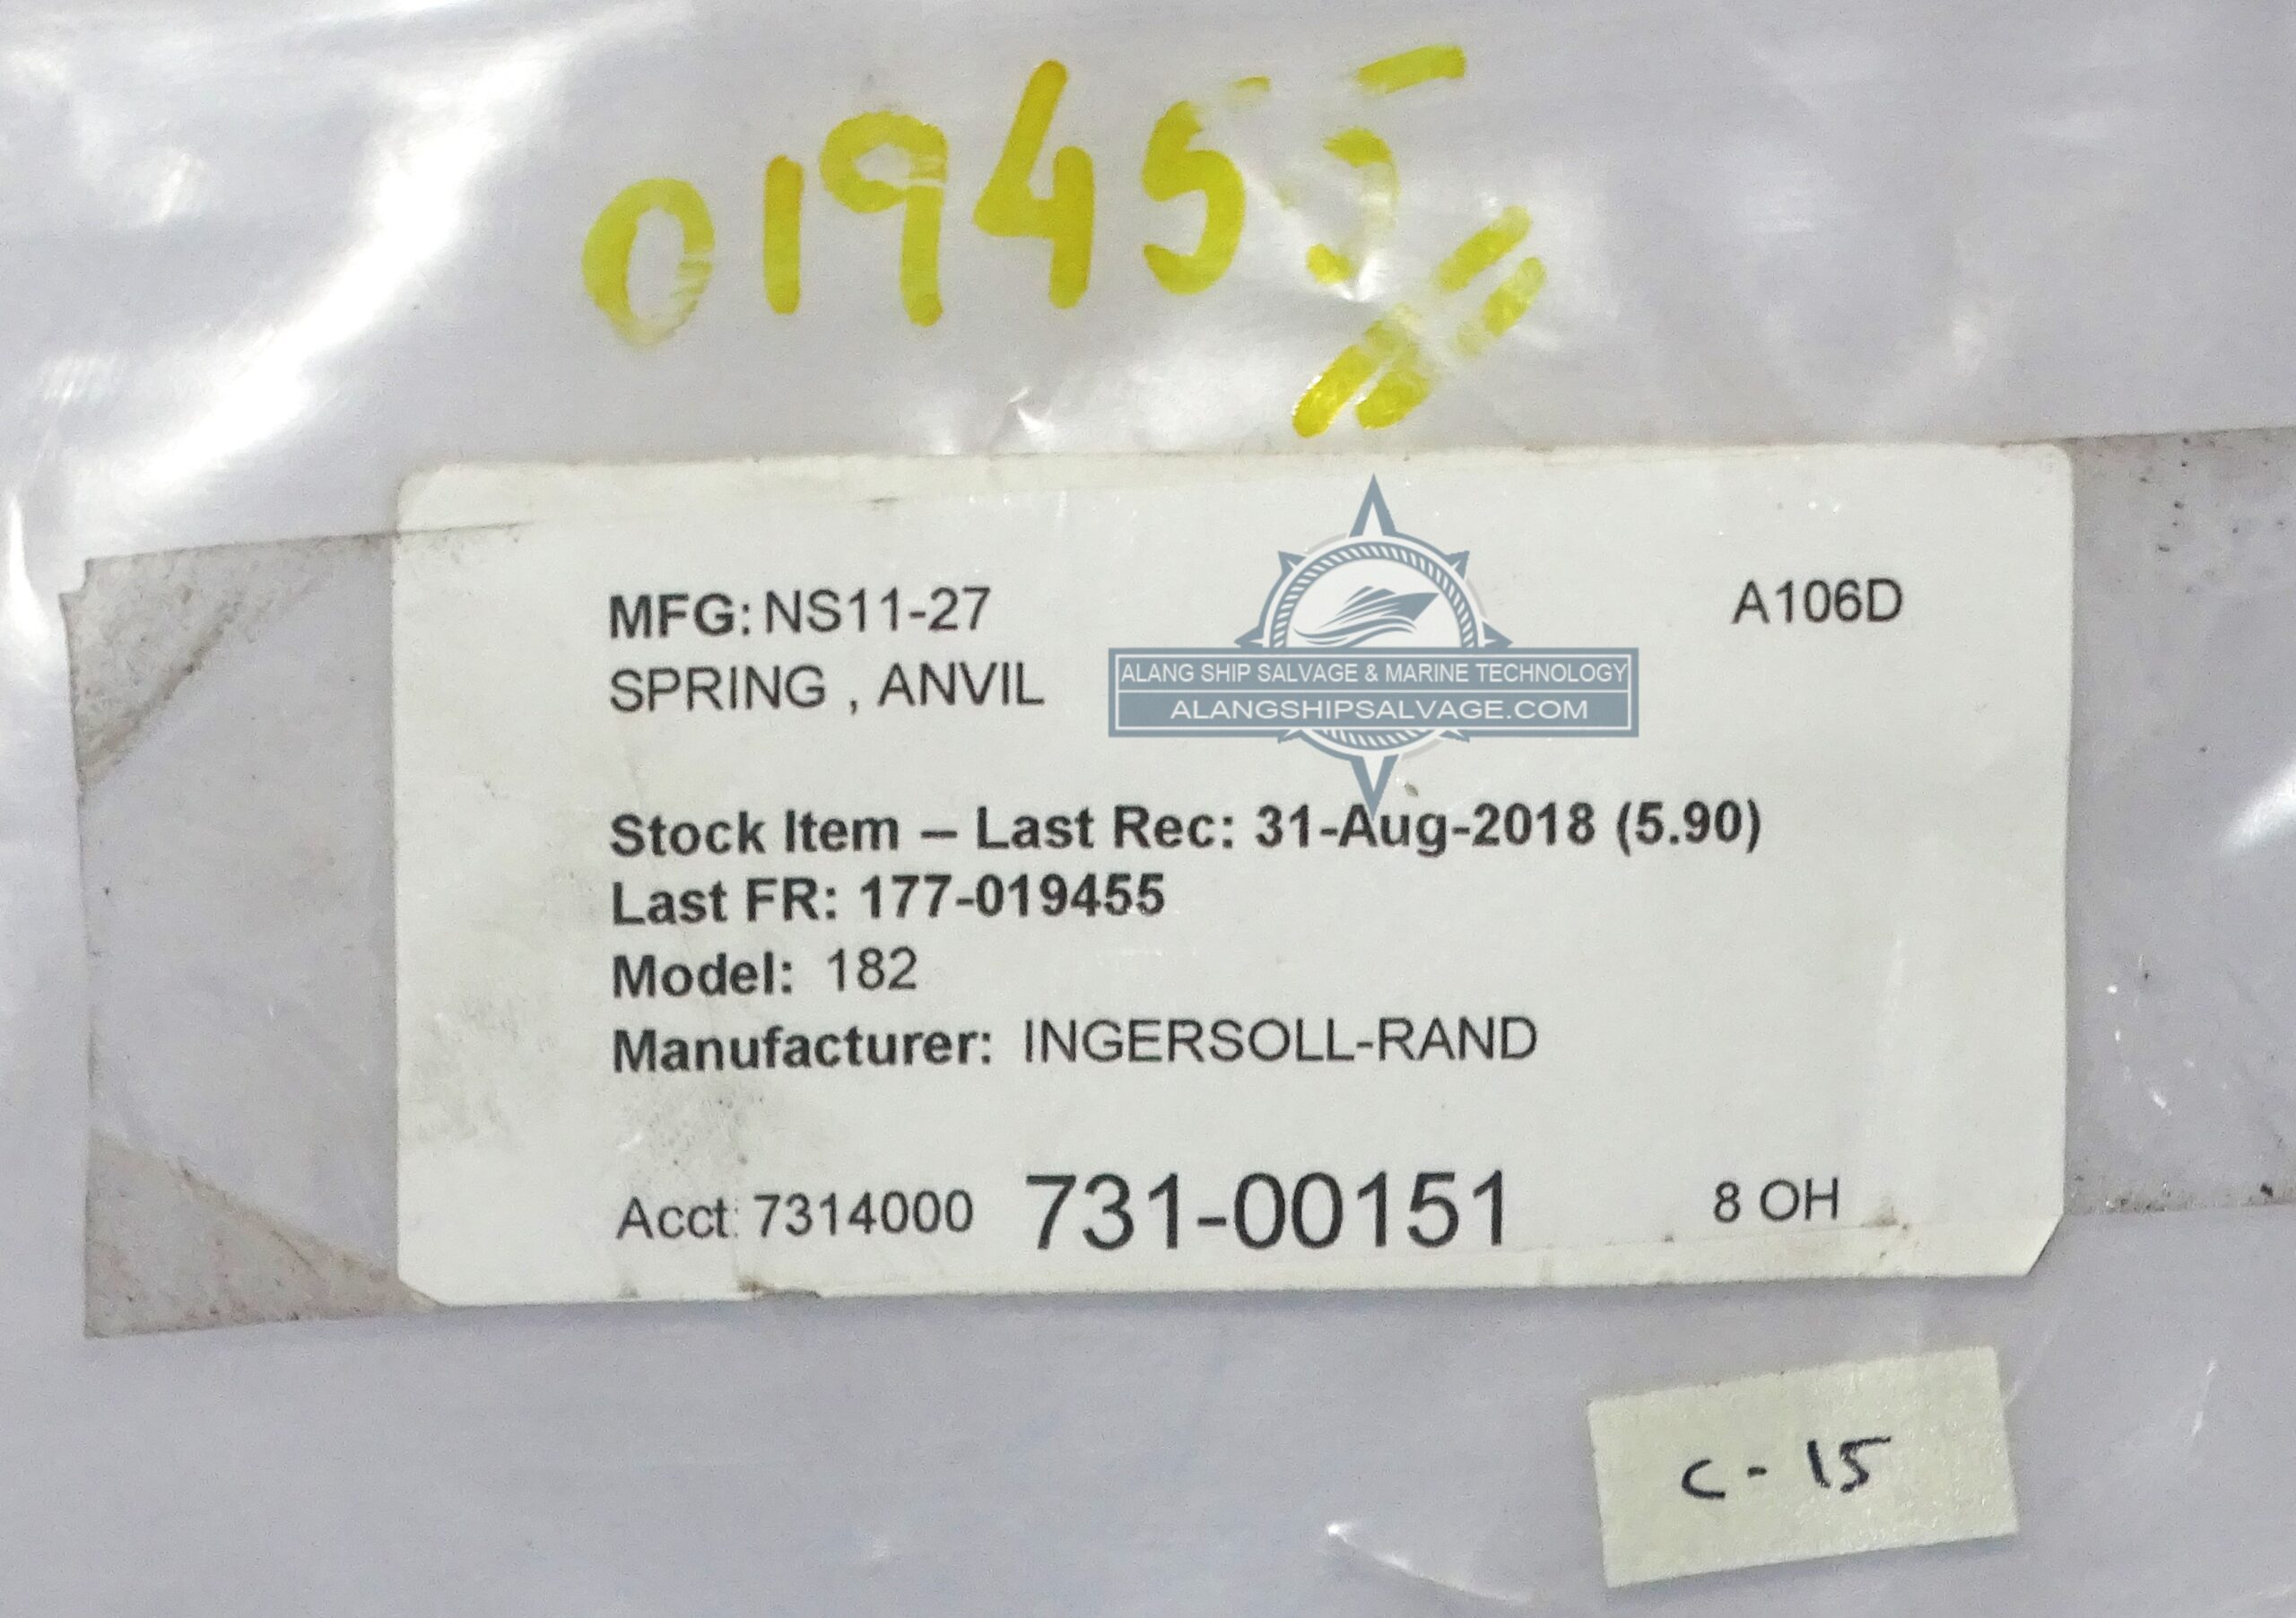 019455
MFG: NS11-27
A106D
SPRING , ANVIL
ALANG SHIP SALVAGE & MARINE TECHNOLOGY
ALANGSHIPSALVAGE.COM
Stock Item – Last Rec: 31-Aug-2018 (5.90)
Last FR: 177-019455
Model: 182
Manufacturer: INGERSOLL-RAND
Acct: 7314000 731-00151 8 OH
C-15